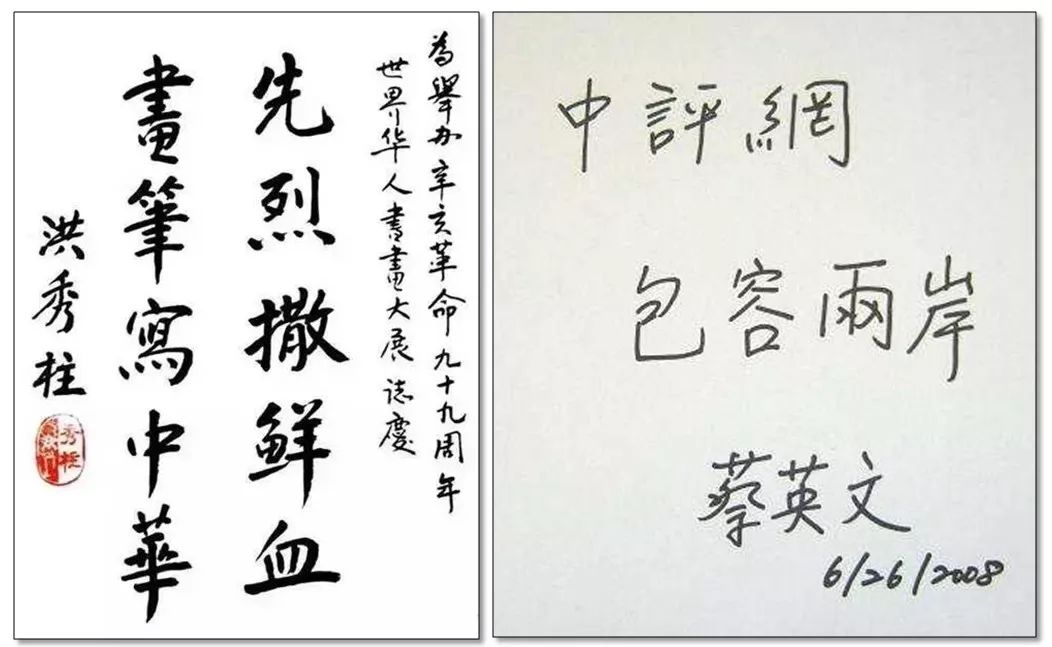 為舉办辛亥革命九十九周年
世界华人書畫大展 誌慶
先烈撒鲜血
畫筆寫中華
洪秀柱
秀柱
中評網
包容兩岸
蔡英文
6/26/2008